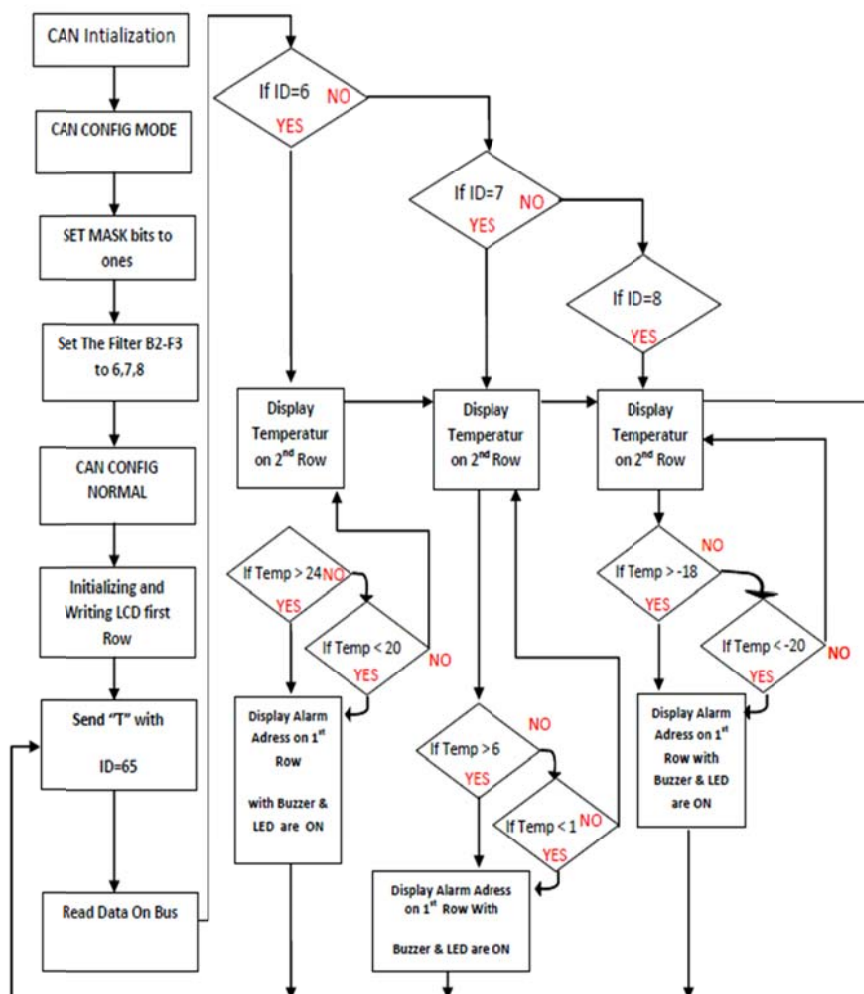 CAN Intialization
CAN CONFIG MODE
SET MASK bits to
ones
Set The Filter B2-F3
to 6,7,8
CAN CONFIG
NORMAL
Initializing and
Writing LCD first
Row
Send “T” with
ID=65
Read Data On Bus
If ID=6
NO
YES
If ID=7
NO
YES
If ID=8
YES
Display
Temperatur
on 2nd Row
Display
Temperatur
on 2nd Row
Display
Temperatur
on 2nd Row
If Temp > 24
NO
YES
If Temp < 20
NO
YES
Display Alarm
Adress on 1st
Row
with Buzzer &
LED are ON
If Temp >6
NO
YES
If Temp < 1
NO
YES
Display Alarm Adress
on 1st Row With
Buzzer & LED are ON
If Temp > -18
NO
YES
If Temp < -20
NO
YES
Display Alarm
Adress on 1st
Row with
Buzzer & LED
are ON